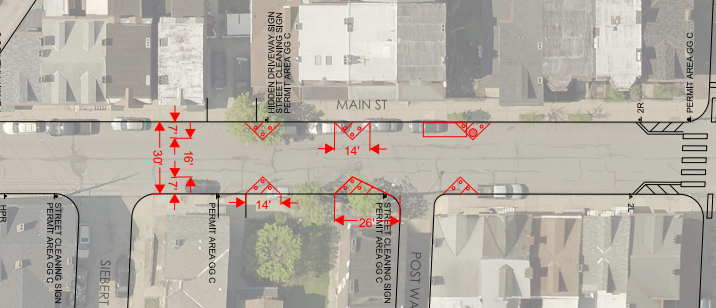 HIDDEN DRIVEWAY SIGN
STREET CLEANING SIGN
PERMIT AREA GG C
MAIN ST
2R
PERMIT AREA GG C
7'
30'
16'
7'
14'
14'
26'
HPR
STREET CLEANING SIGN
PERMIT AREA GG C
SIEBERT
PERMIT AREA GG C
STREET CLEANING SIGN
PERMIT AREA GG C
POST WA
2L